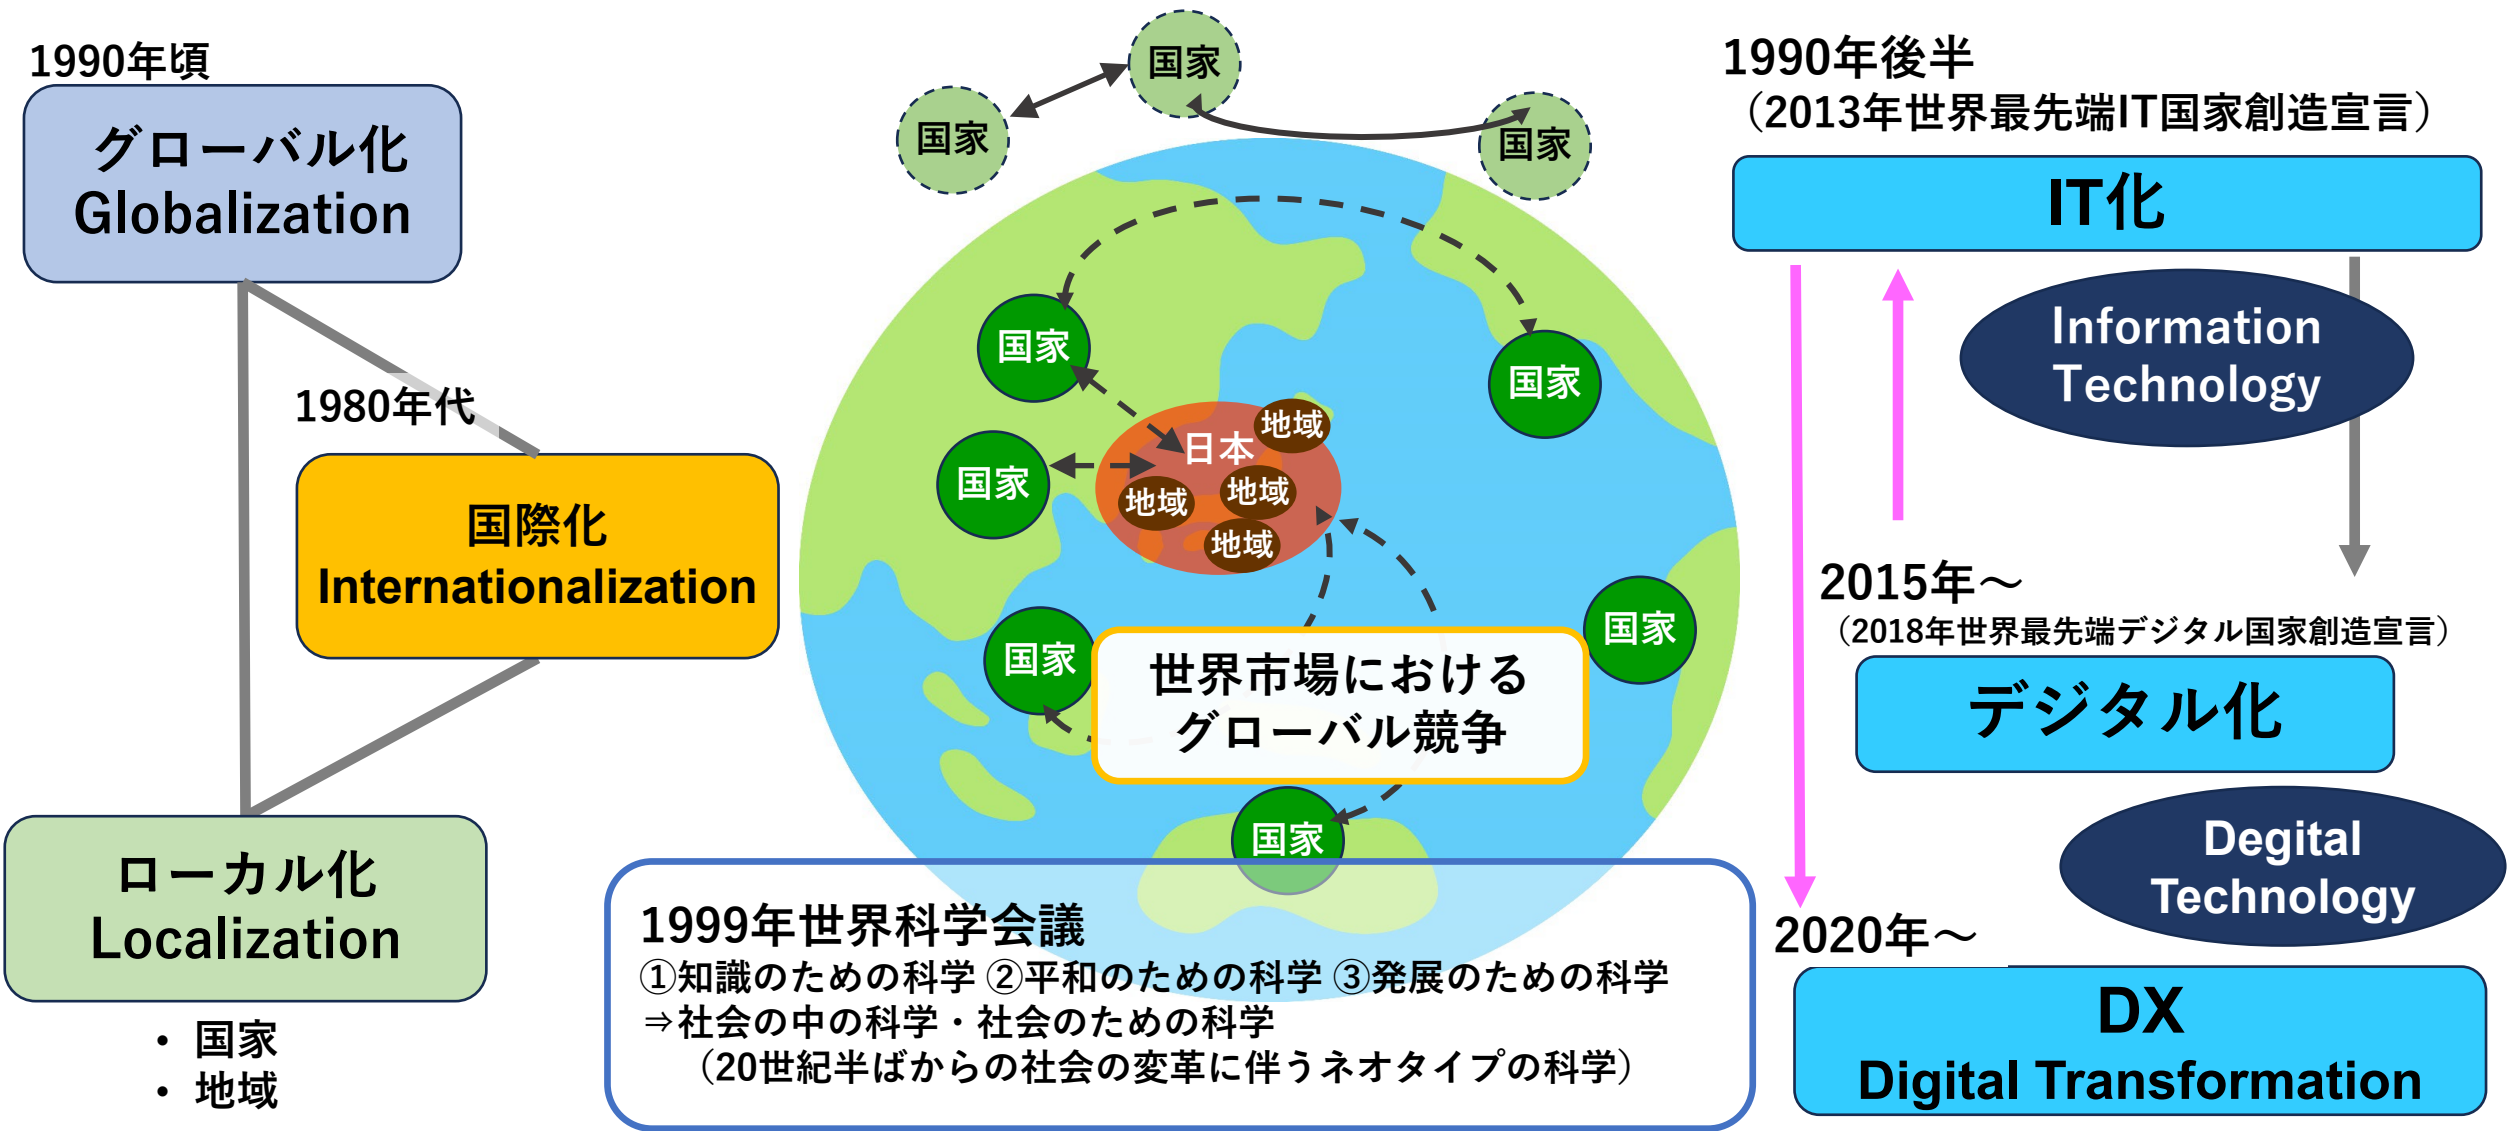 1990年頃
グローバル化
Globalization
1980年代
国際化
Internationalization
ローカル化
Localization
・国家
・地域
国家
国家
国家
国家
国家
国家
国家
国家
国家
日本
地域
地域
地域
地域
世界市場における
グローバル競争
国家
1999年世界科学会議
①知識のための科学 ②平和のための科学 ③発展のための科学
⇒社会の中の科学・社会のための科学
（20世紀半ばからの社会の変革に伴うネオタイプの科学）
1990年後半
（2013年世界最先端IT国家創造宣言）
IT化
Information
Technology
2015年～
（2018年世界最先端デジタル国家創造宣言）
デジタル化
Degital
Technology
2020年～
DX
Digital Transformation